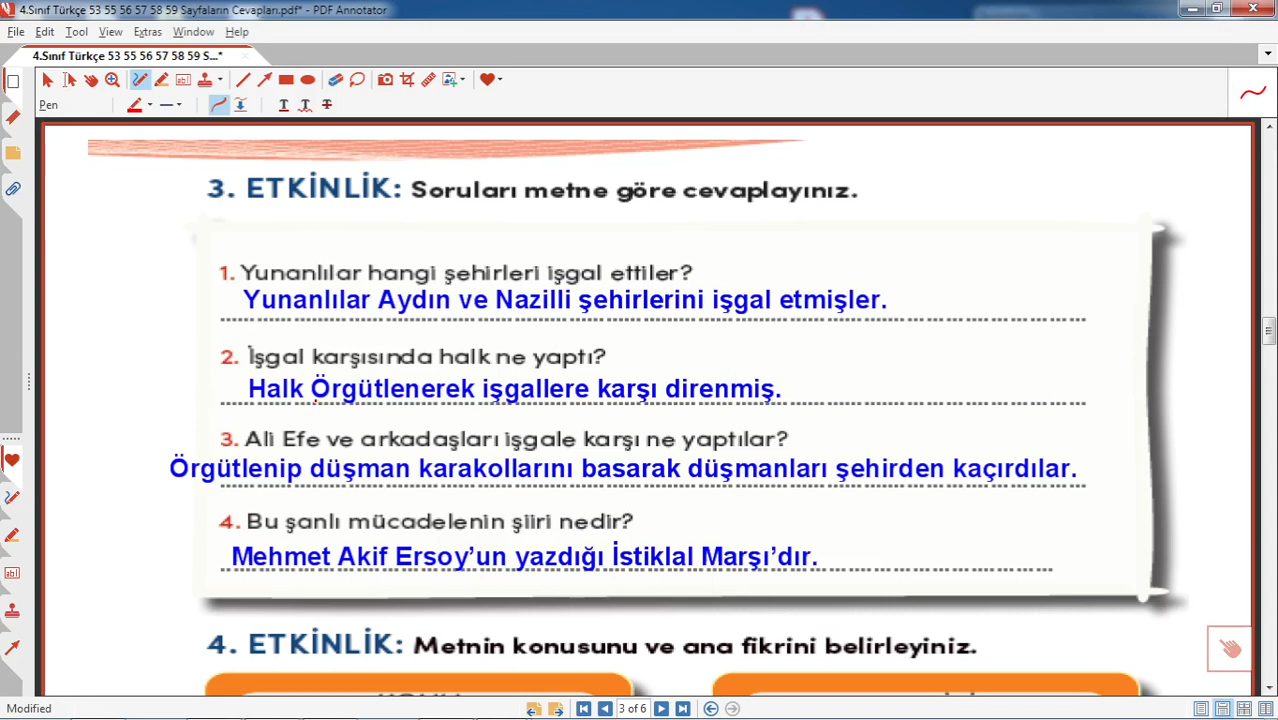 4.Sınıf Türkçe 53 55 56 57 58 59 Sayfaların Cevapları.pdf* - PDF Annotator
File Edit Tool View Extras Window Help
4.Sınıf Türkçe 53 55 56 57 58 59 S...*
Pen
3. ETKİNLİK: Soruları metne göre cevaplayınız.
1. Yunanlılar hangi şehirleri işgal ettiler?
Yunanlılar Aydın ve Nazilli şehirlerini işgal etmişler.
2. İşgal karşısında halk ne yaptı?
Halk Örgütlenerek işgallere karşı direnmiş.
3. Ali Efe ve arkadaşları işgale karşı ne yaptılar?
Örgütlenip düşman karakollarını basarak düşmanları şehirden kaçırdılar.
4. Bu şanlı mücadelenin şiiri nedir?
Mehmet Akif Ersoy’un yazdığı İstiklal Marşı’dır.
4. ETKİNLİK: Metnin konusunu ve ana fikrini belirleyiniz.
Modified
3 of 6